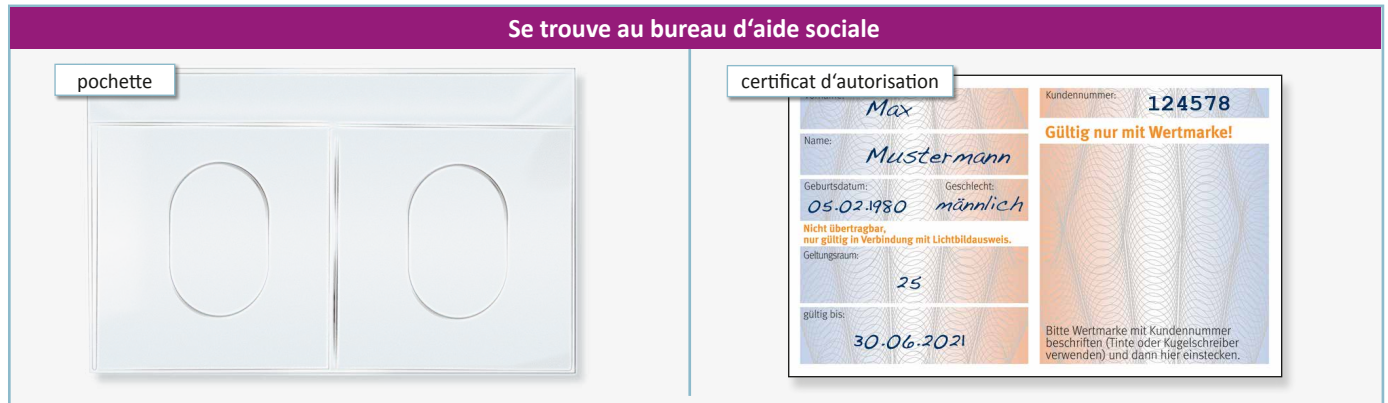 Se trouve au bureau d‘aide sociale
pochette
certificat d‘autorisation
Max
Name:
Mustermann
Geburtsdatum: Geschlecht:
05.02.1980 männlich
Nicht übertragbar,
nur gültig in Verbindung mit Lichtbildausweis.
Geltungsraum:
25
gültig bis:
30.06.2021
Kundennummer: 124578
Gültig nur mit Wertmarke!
Bitte Wertmarke mit Kundennummer
beschriften (Tinte oder Kugelschreiber
verwenden) und dann hier einstecken.